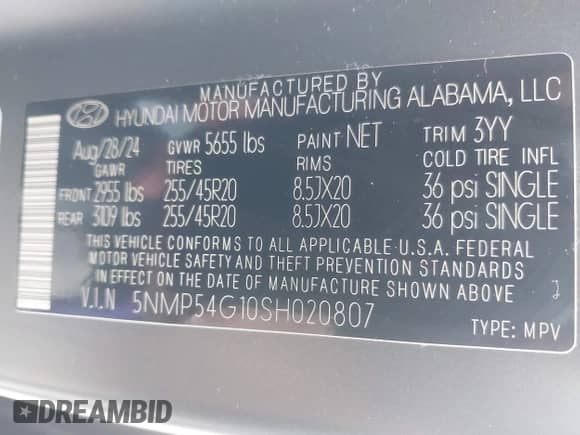 MANUFACTURED BY
HYUNDAI MOTOR MANUFACTURING ALABAMA, LLC
Aug/28/24 GVWR 5655 lbs PAINT NET TRIM 3YY
GAWR TIRES RIMS COLD TIRE INFL
FRONT 2955 lbs 255/45R20 8.5JX20 36 psi SINGLE
REAR 3109 lbs 255/45R20 8.5JX20 36 psi SINGLE
THIS VEHICLE CONFORMS TO ALL APPLICABLE U.S.A. FEDERAL
MOTOR VEHICLE SAFETY AND THEFT PREVENTION STANDARDS
IN EFFECT ON THE DATE OF MANUFACTURE SHOWN ABOVE
V.I.N 5NMP54G10SH020807
TYPE: MPV
DREAMBID